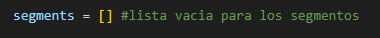 segments = [] #lista vacia para los segmentos